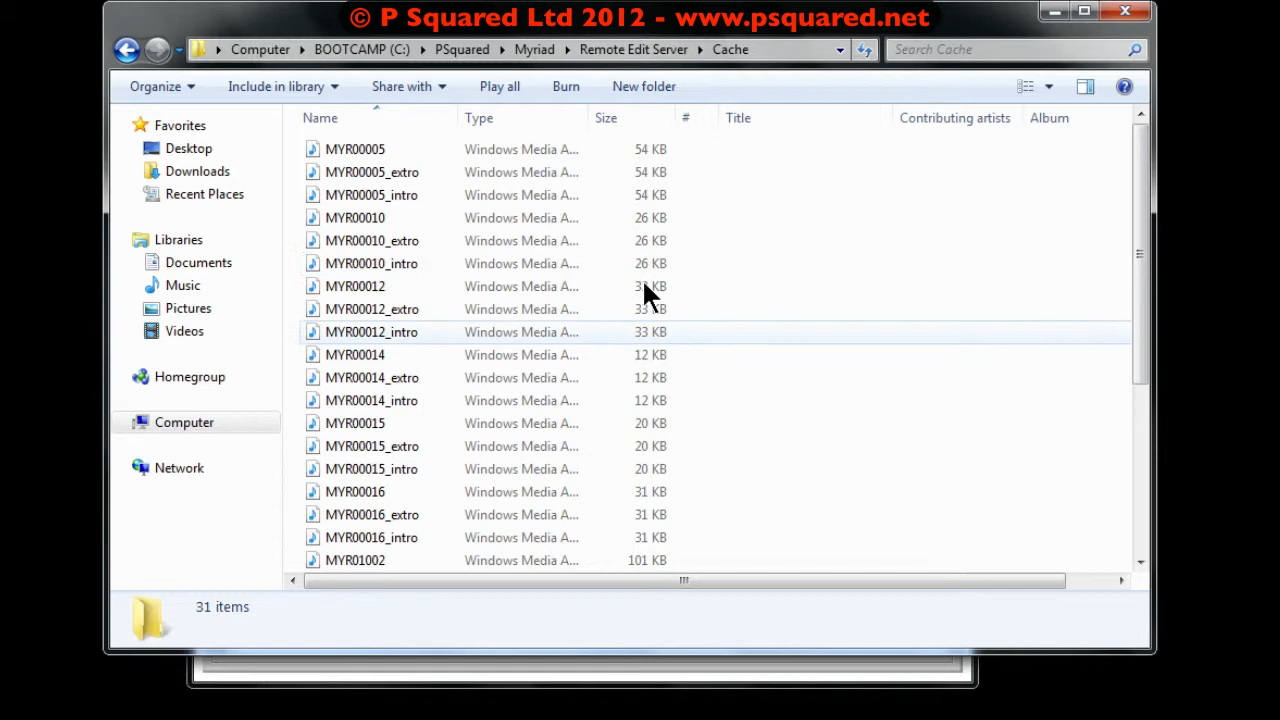 © P Squared Ltd 2012 - www.psquared.net
Computer BOOTCAMP (C:) PSquared Myriad Remote Edit Server Cache Search Cache
Organize Include in library Share with Play all Burn New folder
Name Type Size # Title Contributing artists Album
Favorites
Desktop
Downloads
Recent Places
Libraries
Documents
Music
Pictures
Videos
Homegroup
Computer
Network
MYR00005 Windows Media A... 54 KB
MYR00005_extro Windows Media A... 54 KB
MYR00005_intro Windows Media A... 54 KB
MYR00010 Windows Media A... 26 KB
MYR00010_extro Windows Media A... 26 KB
MYR00010_intro Windows Media A... 26 KB
MYR00012 Windows Media A... KB
MYR00012_extro Windows Media A... 33 KB
MYR00012_intro Windows Media A... 33 KB
MYR00014 Windows Media A... 12 KB
MYR00014_extro Windows Media A... 12 KB
MYR00014_intro Windows Media A... 12 KB
MYR00015 Windows Media A... 20 KB
MYR00015_extro Windows Media A... 20 KB
MYR00015_intro Windows Media A... 20 KB
MYR00016 Windows Media A... 31 KB
MYR00016_extro Windows Media A... 31 KB
MYR00016_intro Windows Media A... 31 KB
MYR01002 Windows Media A... 101 KB
31 items